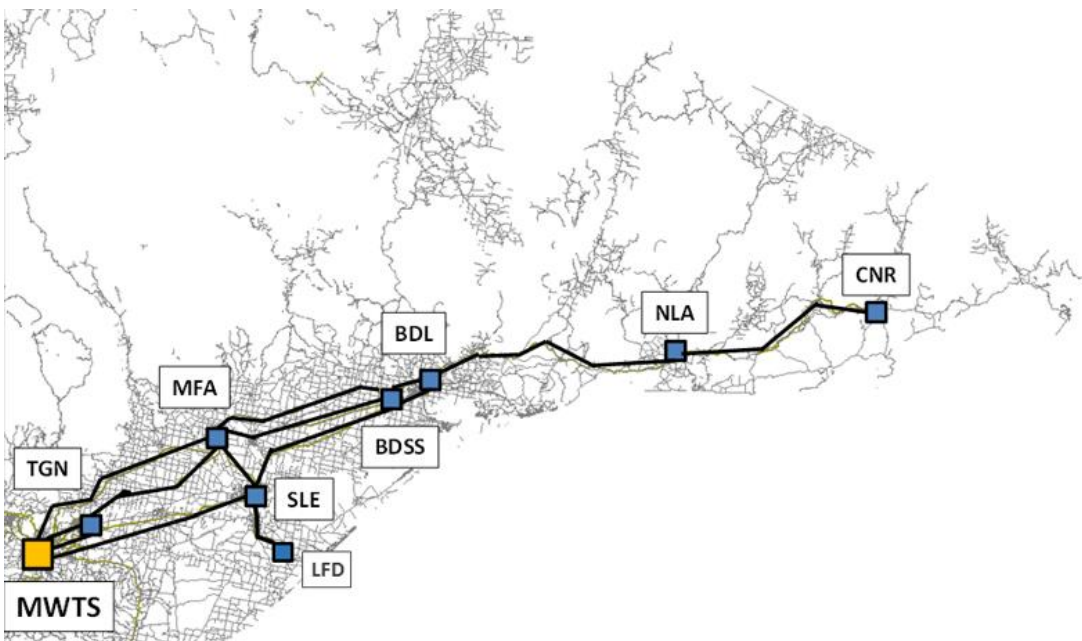 CNR
NLA
BDL
MFA
BDSS
TGN
SLE
LFD
MWTS